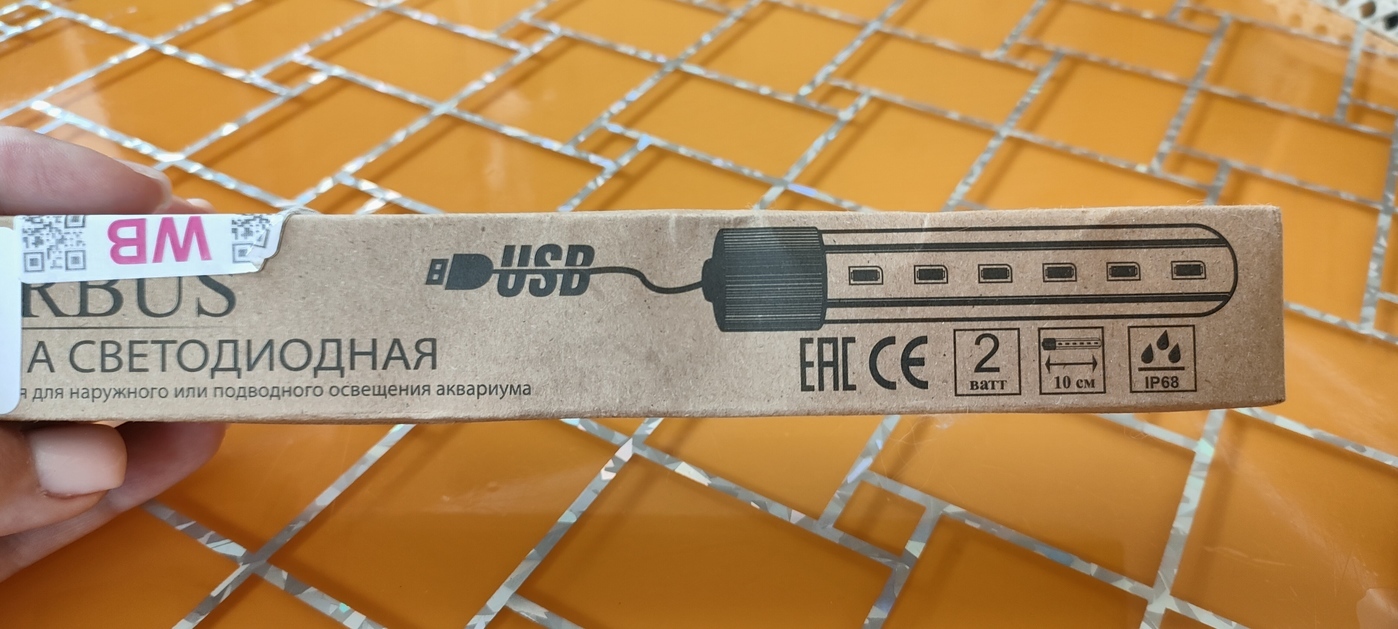 WB
RBUS
А СВЕТОДИОДНАЯ
я для наружного или подводного освещения аквариума
USB
EAC CE
2
ватт
10 см
IP68